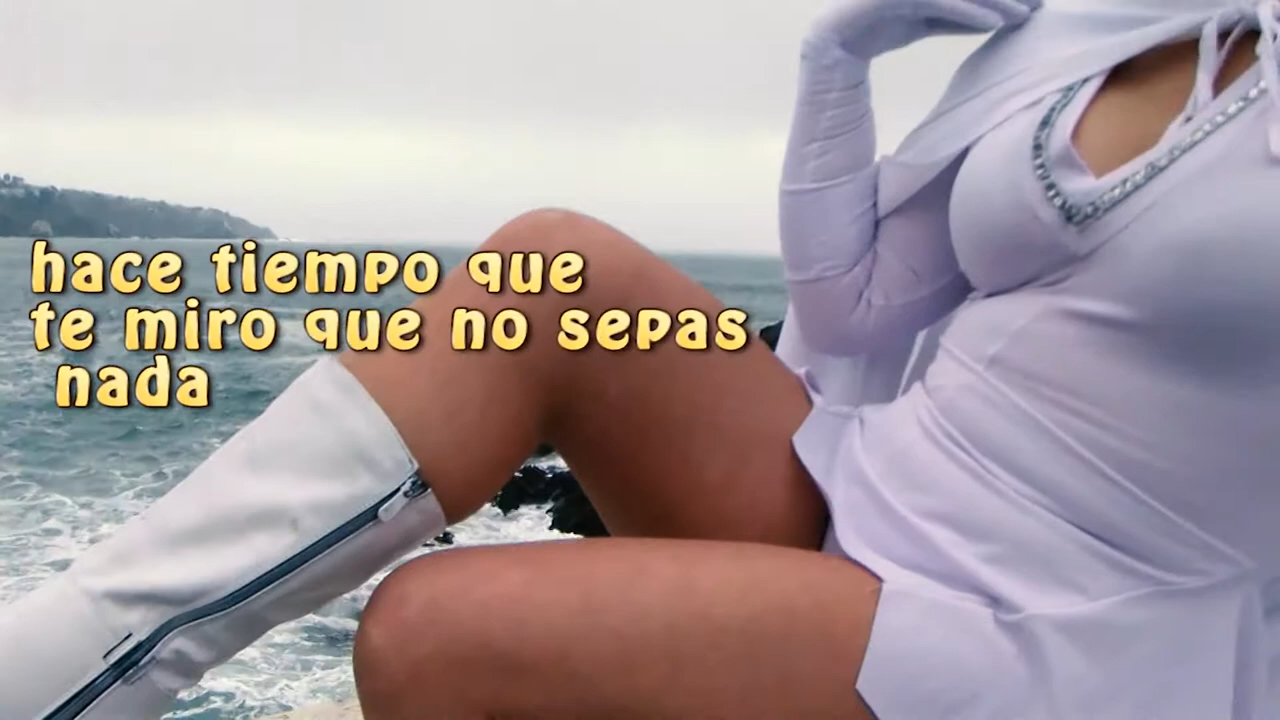 hace tiempo que
te miro que no sepas
nada